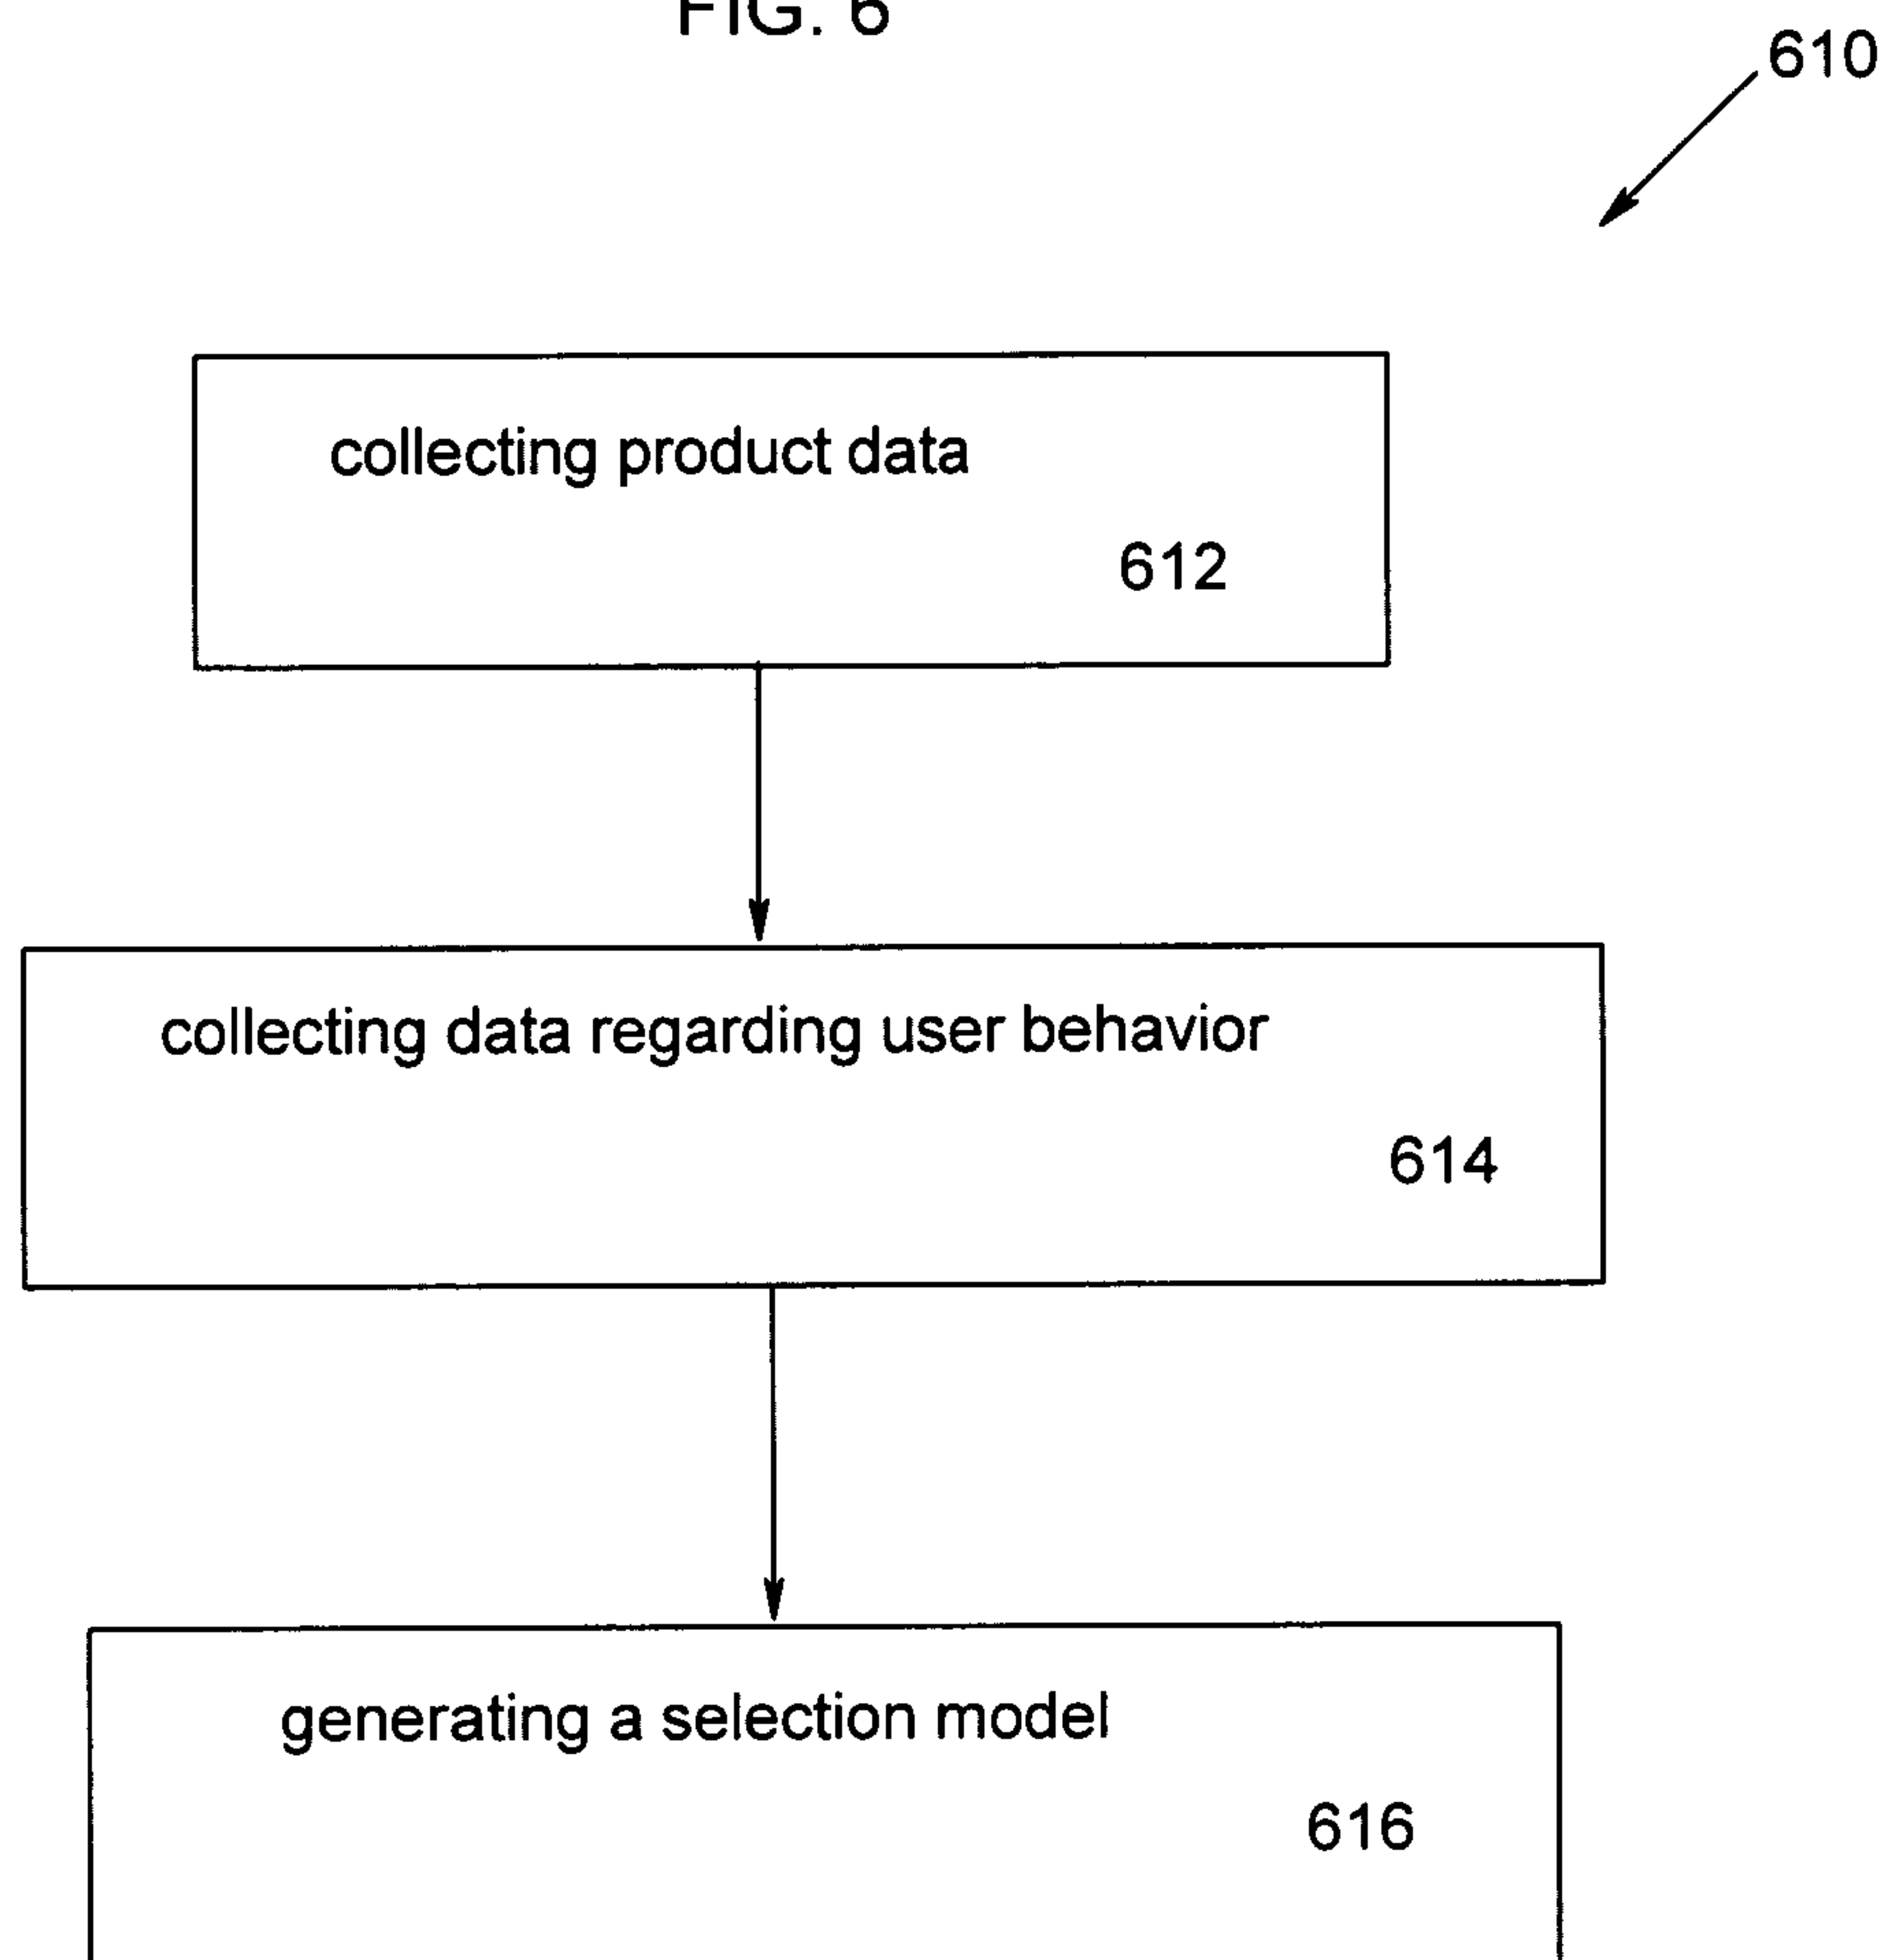 FIG. 6
610
collecting product data
612
collecting data regarding user behavior
614
generating a selection model
616